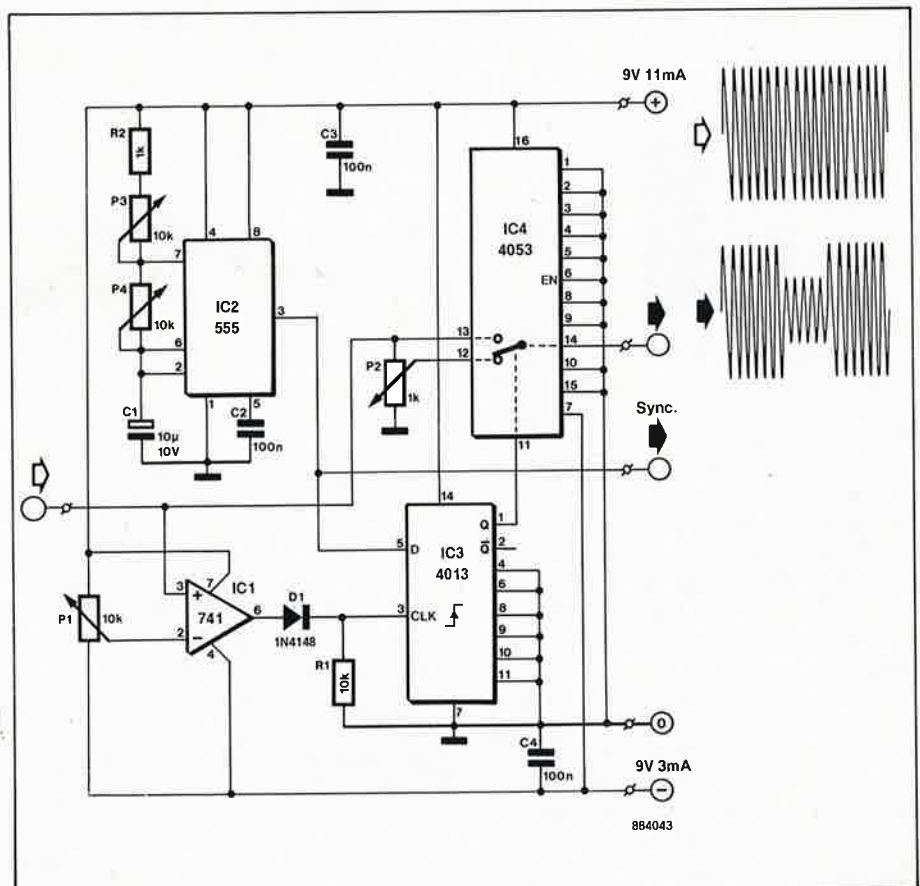 9V 11mA
+
R2
1k
C3
100n
16
P3
10k
4
8
7
IC2
555
3
P4
10k
6
2
1
5
C1
10µ
10V
C2
100n
IC4
4053
EN
1
2
3
4
5
6
8
9
14
10
15
7
13
12
11
P2
1k
Sync.
14
5
D
Q
1
Q
2
IC3
4013
3
CLK
4
6
8
9
10
11
7
IC1
3
+
7
741
6
2
−
4
P1
10k
D1
1N4148
R1
10k
0
C4
100n
9V 3mA
−
884043